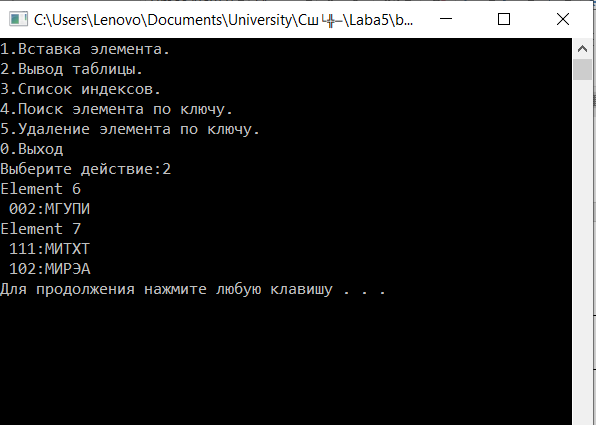 C:\Users\Lenovo\Documents\University\Сш└╬─\Laba5\b...
1.Вставка элемента.
2.Вывод таблицы.
3.Список индексов.
4.Поиск элемента по ключу.
5.Удаление элемента по ключу.
0.Выход
Выберите действие:2
Element 6
 002:МГУПИ
Element 7
 111:МИТХТ
 102:МИРЭА
Для продолжения нажмите любую клавишу . . .